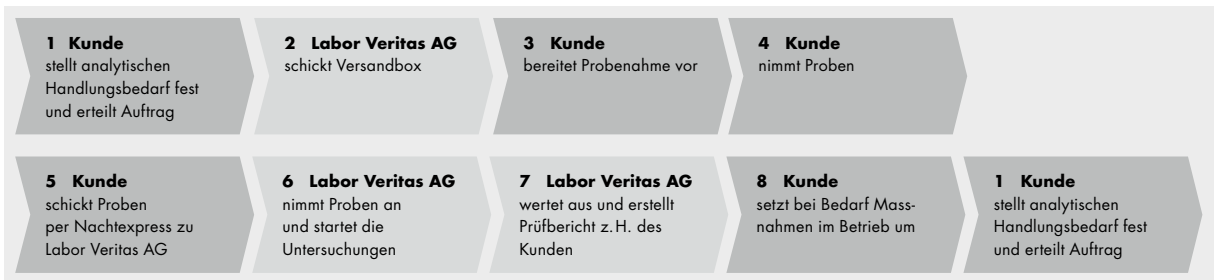 1 Kunde
stellt analytischen
Handlungsbedarf fest
und erteilt Auftrag
2 Labor Veritas AG
schickt Versandbox
3 Kunde
bereitet Probenahme vor
4 Kunde
nimmt Proben
5 Kunde
schickt Proben
per Nachtexpress zu
Labor Veritas AG
6 Labor Veritas AG
nimmt Proben an
und startet die
Untersuchungen
7 Labor Veritas AG
wertet aus und erstellt
Prüfbericht z. H. des
Kunden
8 Kunde
setzt bei Bedarf Mass-
nahmen im Betrieb um
1 Kunde
stellt analytischen
Handlungsbedarf fest
und erteilt Auftrag